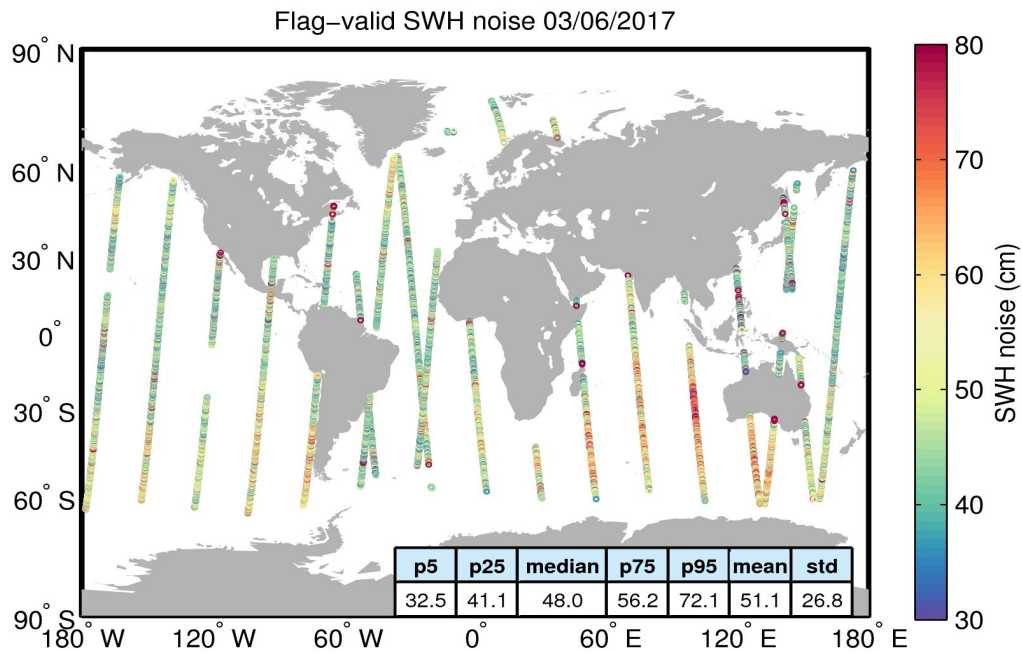 Flag−valid SWH noise 03/06/2017
90° N
60° N
30° N
0°
30° S
60° S
90° S
180° W
120° W
60° W
0°
60° E
120° E
180° E
p5 p25 median p75 p95 mean std
32.5 41.1 48.0 56.2 72.1 51.1 26.8
80
70
60
50
40
30
SWH noise (cm)